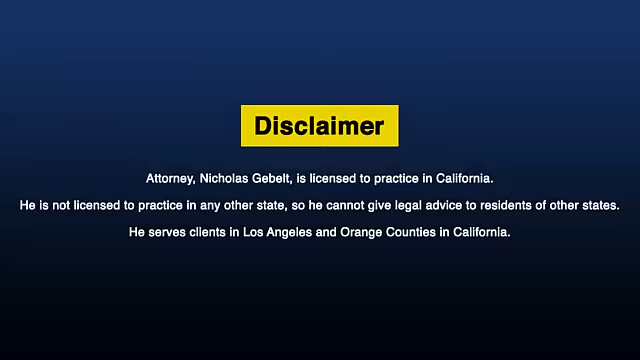 Disclaimer
Attorney, Nicholas Gebelt, is licensed to practice in California.
He is not licensed to practice in any other state, so he cannot give legal advice to residents of other states.
He serves clients in Los Angeles and Orange Counties in California.